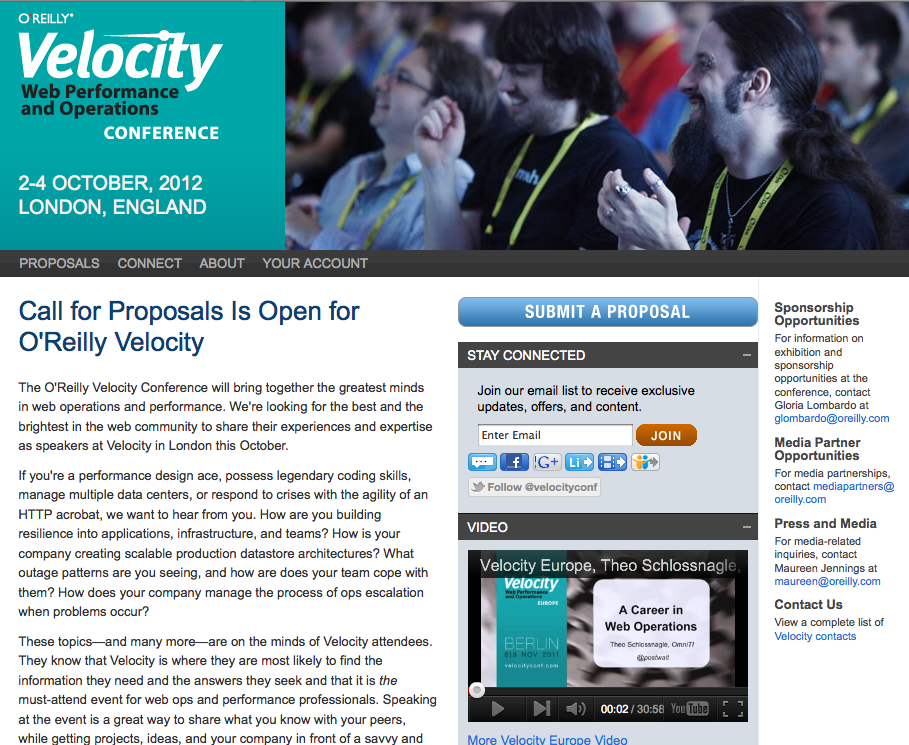 O'REILLY®
Velocity
Web Performance
and Operations
CONFERENCE
2-4 OCTOBER, 2012
LONDON, ENGLAND
PROPOSALS CONNECT ABOUT YOUR ACCOUNT
Call for Proposals Is Open for
O'Reilly Velocity
The O'Reilly Velocity Conference will bring together the greatest minds
in web operations and performance. We're looking for the best and the
brightest in the web community to share their experiences and expertise
as speakers at Velocity in London this October.
If you're a performance design ace, possess legendary coding skills,
manage multiple data centers, or respond to crises with the agility of an
HTTP acrobat, we want to hear from you. How are you building
resilience into applications, infrastructure, and teams? How is your
company creating scalable production datastore architectures? What
outage patterns are you seeing, and how are does your team cope with
them? How does your company manage the process of ops escalation
when problems occur?
These topics—and many more—are on the minds of Velocity attendees.
They know that Velocity is where they are most likely to find the
information they need and the answers they seek and that it is the
must-attend event for web ops and performance professionals. Speaking
at the event is a great way to share what you know with your peers,
while getting projects, ideas, and your company in front of a savvy and
SUBMIT A PROPOSAL
STAY CONNECTED
Join our email list to receive exclusive
updates, offers, and content.
Enter Email JOIN
f G+ Li
Follow @velocityconf
VIDEO
Velocity Europe, Theo Schlossnagle,
Velocity
Web Performance
and Operations
EUROPE
BERLIN
8|9 NOV 2011
velocityconf.com
A Career in
Web Operations
Theo Schlossnagle, OmniTI
@postwait
00:02 / 30:58 YouTube
More Velocity Europe Video
Sponsorship
Opportunities
For information on
exhibition and
sponsorship
opportunities at the
conference, contact
Gloria Lombardo at
glombardo@oreilly.com
Media Partner
Opportunities
For media partnerships,
contact mediapartners@
oreilly.com
Press and Media
For media-related
inquiries, contact
Maureen Jennings at
maureen@oreilly.com
Contact Us
View a complete list of
Velocity contacts